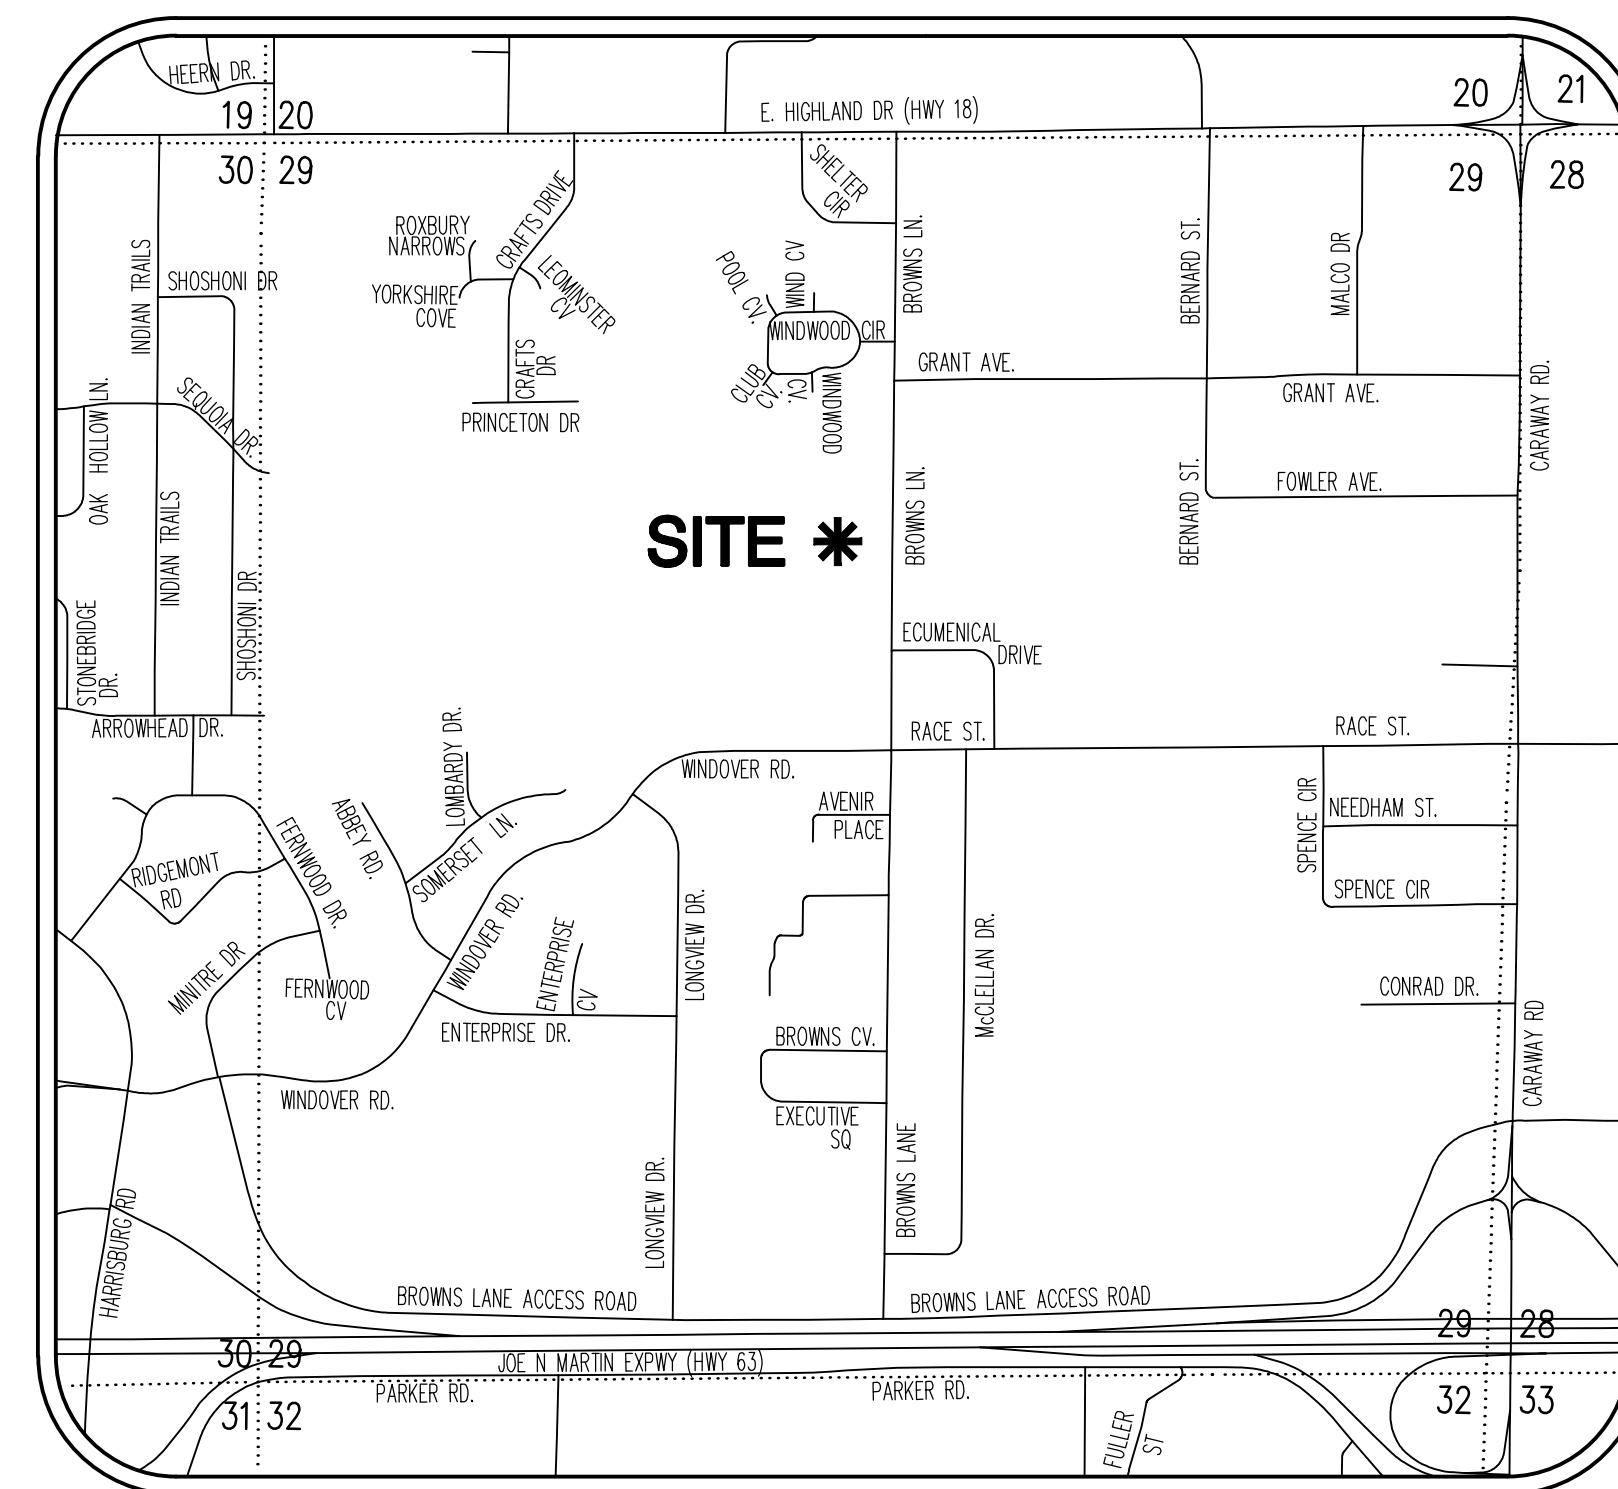 HEERN DR.
19 20
E. HIGHLAND DR (HWY 18)
20 21
30 29
29 28
INDIAN TRAILS
SHOSHONI DR
ROXBURY
NARROWS
YORKSHIRE
COVE
CRAFTS DRIVE
LEOMINSTER
CV
CRAFTS
DR
PRINCETON DR
SHELTER
CIR
POOL CV.
WIND CV
WINDWOOD CIR
CLUB
CV.
WINDWOOD
CV.
BROWNS LN.
BERNARD ST.
MALCO DR
GRANT AVE.
GRANT AVE.
CARAWAY RD.
OAK HOLLOW LN.
SEQUOIA DR.
INDIAN TRAILS
SHOSHONI DR
SITE *
BROWNS LN.
BERNARD ST.
FOWLER AVE.
STONEBRIDGE
DR.
ARROWHEAD DR.
ECUMENICAL
DRIVE
RACE ST.
RACE ST.
WINDOVER RD.
LOMBARDY DR.
ABBEY RD.
SOMERSET LN.
FERNWOOD DR.
RIDGEMONT
RD
MINITRE DR
FERNWOOD
CV
WINDOVER RD.
ENTERPRISE
CV
ENTERPRISE DR.
WINDOVER RD.
LONGVIEW DR.
AVENIR
PLACE
McCLELLAN DR.
SPENCE CIR
NEEDHAM ST.
SPENCE CIR
CONRAD DR.
CARAWAY RD
BROWNS CV.
EXECUTIVE
SQ
BROWNS LANE
LONGVIEW DR.
HARRISBURG RD
BROWNS LANE ACCESS ROAD
BROWNS LANE ACCESS ROAD
30 29
29 28
JOE N MARTIN EXPWY (HWY 63)
PARKER RD.
PARKER RD.
31 32
32 33
FULLER
ST